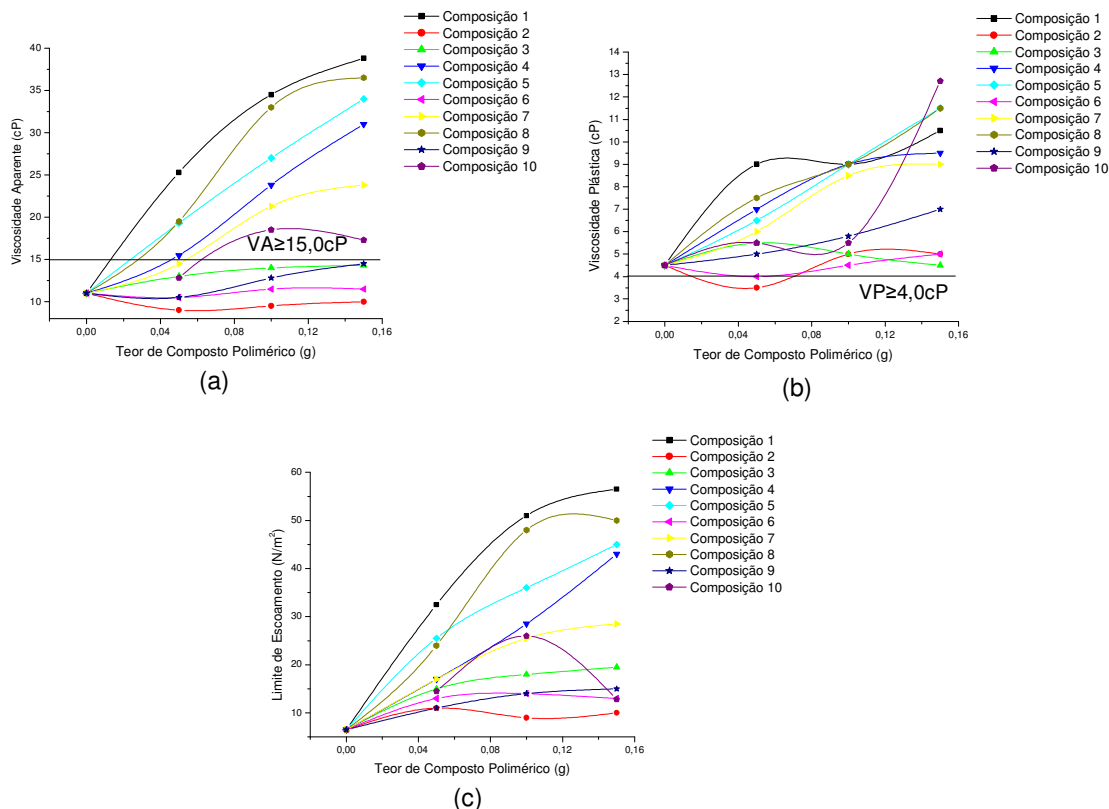 Composição 1
Composição 2
Composição 3
Composição 4
Composição 5
Composição 6
Composição 7
Composição 8
Composição 9
Composição 10
40
35
30
25
20
15
10
Viscosidade Aparente (cP)
VA≥15,0cP
0,00 0,04 0,08 0,12 0,16
Teor de Composto Polimérico (g)
(a)
Composição 1
Composição 2
Composição 3
Composição 4
Composição 5
Composição 6
Composição 7
Composição 8
Composição 9
Composição 10
14
13
12
11
10
9
8
7
6
5
4
3
2
Viscosidade Plástica (cP)
VP≥4,0cP
0,00 0,04 0,08 0,12 0,16
Teor de Composto Polimérico (g)
(b)
Composição 1
Composição 2
Composição 3
Composição 4
Composição 5
Composição 6
Composição 7
Composição 8
Composição 9
Composição 10
60
50
40
30
20
10
Limite de Escoamento (N/m²)
0,00 0,04 0,08 0,12 0,16
Teor de Composto Polimérico (g)
(c)